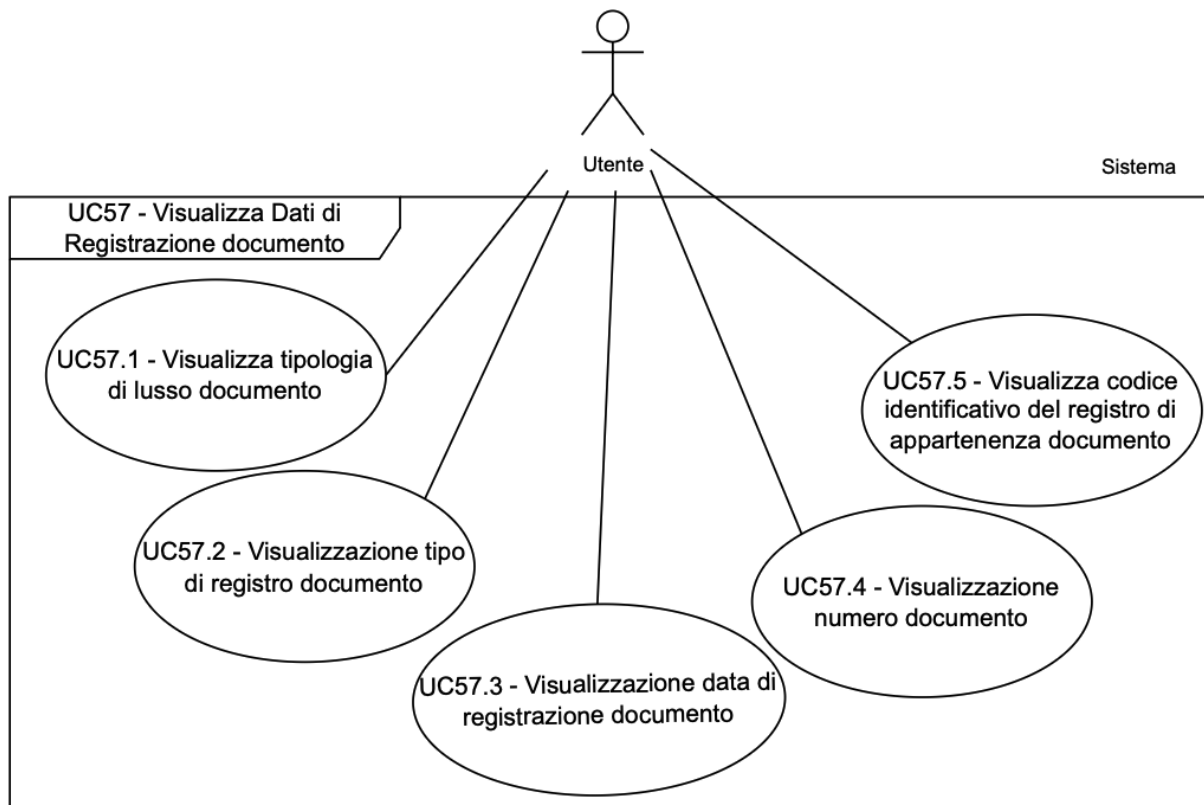 Utente
Sistema
UC57 - Visualizza Dati di
Registrazione documento
UC57.1 - Visualizza tipologia
di lusso documento
UC57.5 - Visualizza codice
identificativo del registro di
appartenenza documento
UC57.2 - Visualizzazione tipo
di registro documento
UC57.4 - Visualizzazione
numero documento
UC57.3 - Visualizzazione data di
registrazione documento